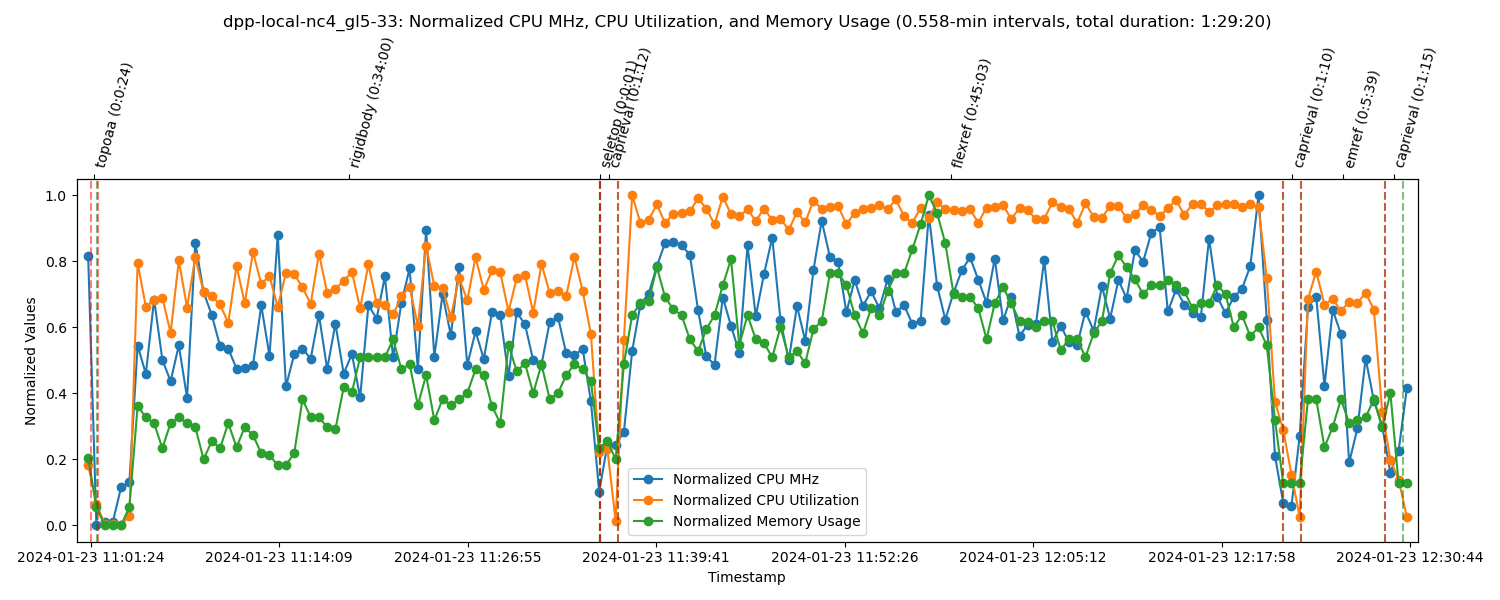 dpp-local-nc4_gl5-33: Normalized CPU MHz, CPU Utilization, and Memory Usage (0.558-min intervals, total duration: 1:29:20)
topoaa (0:0:24)
rigidbody (0:34:00)
seletop (0:0:01)
caprieval (0:1:12)
flexref (0:45:03)
caprieval (0:1:10)
emref (0:5:39)
caprieval (0:1:15)
Normalized Values
1.0
0.8
0.6
0.4
0.2
0.0
Normalized CPU MHz
Normalized CPU Utilization
Normalized Memory Usage
2024-01-23 11:01:24
2024-01-23 11:14:09
2024-01-23 11:26:55
2024-01-23 11:39:41
2024-01-23 11:52:26
2024-01-23 12:05:12
2024-01-23 12:17:58
2024-01-23 12:30:44
Timestamp